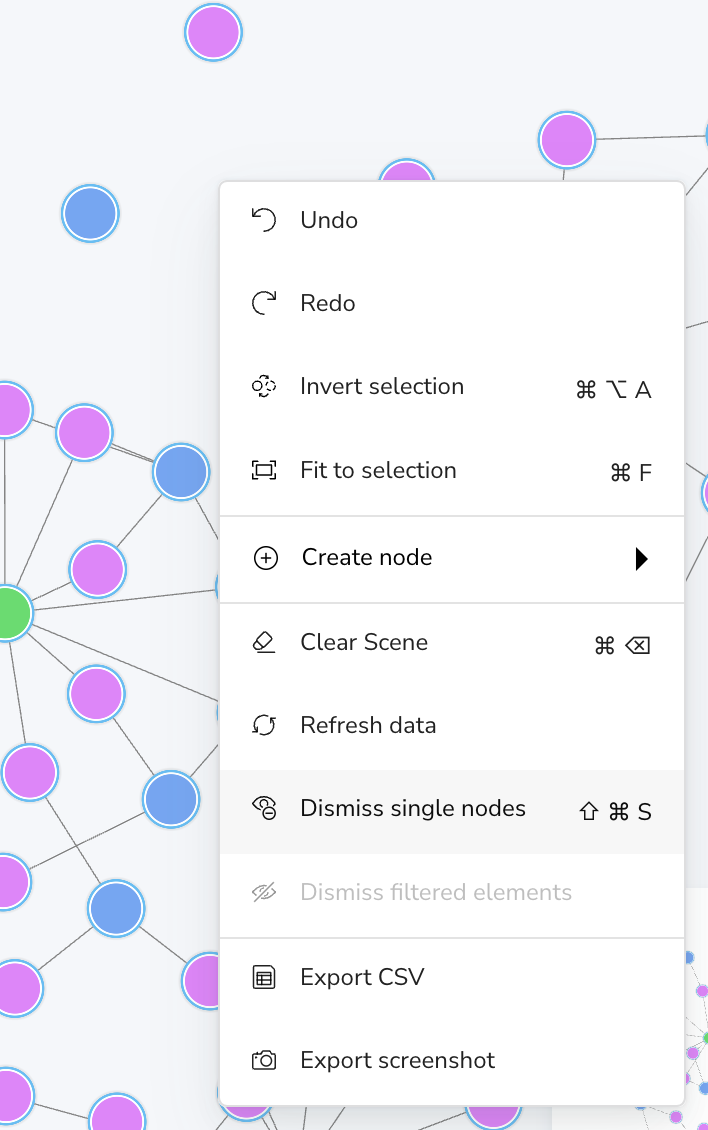 Undo
Redo
Invert selection ⌘ ⌥ A
Fit to selection ⌘ F
Create node
Clear Scene ⌘ ⌫
Refresh data
Dismiss single nodes ⇧ ⌘ S
Dismiss filtered elements
Export CSV
Export screenshot